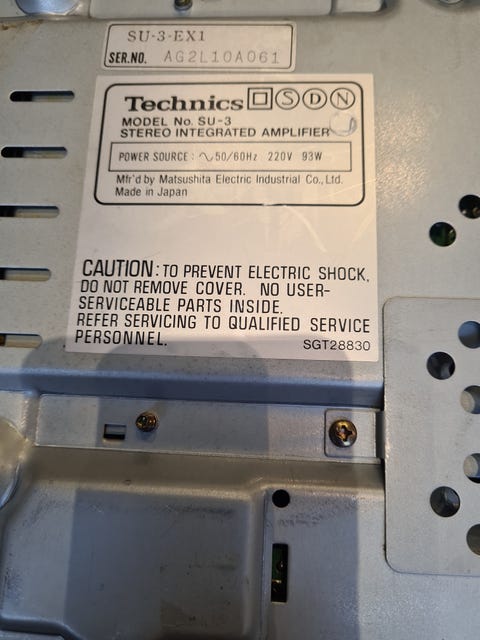 SU-3-EX1
SER.NO. AG2L10A061
Technics S D N
MODEL No. SU-3
STEREO INTEGRATED AMPLIFIER
POWER SOURCE: ∿50/60Hz 220V 93W
Mfr'd by Matsushita Electric Industrial Co., Ltd.
Made in Japan
CAUTION: TO PREVENT ELECTRIC SHOCK,
DO NOT REMOVE COVER. NO USER-
SERVICEABLE PARTS INSIDE.
REFER SERVICING TO QUALIFIED SERVICE
PERSONNEL.
SGT28830